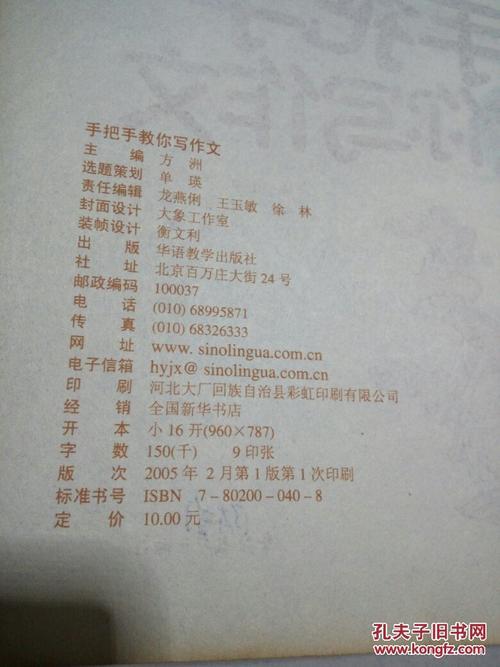 手把手教你写作文
主 编 方 洲
选题策划 单 瑛
责任编辑 龙燕俐 王玉敏 徐 林
封面设计 大象工作室
装帧设计 衡文利
出 版 华语教学出版社
社 址 北京百万庄大街24号
邮政编码 100037
电 话 (010) 68995871
传 真 (010) 68326333
网 址 www. sinolingua.com.cn
电子信箱 hyjx@ sinolingua.com.cn
印 刷 河北大厂回族自治县彩虹印刷有限公司
经 销 全国新华书店
开 本 小16开(960×787)
字 数 150(千) 9印张
版 次 2005年2月第1版第1次印刷
标准书号 ISBN 7-80200-040-8
定 价 10.00元
孔夫子旧书网
www.kongfz.com